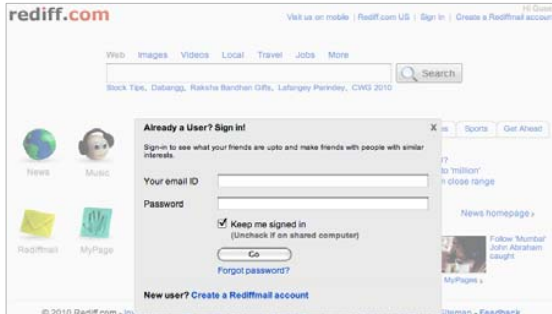 rediff.com
Hi Guest
Visit us on mobile | Rediff.com US | Sign In | Create a Rediffmail account
Web Images Videos Local Travel Jobs More
Search
Stock Tips, Dabangg, Raksha Bandhan Gifts, Lafangey Parindey, CWG 2010
Already a User? Sign in! X
Sign-in to see what your friends are upto and make friends with people with similar
interests.
Your email ID
Password
Keep me signed in
(Uncheck if on shared computer)
Go
Forgot password?
New user? Create a Rediffmail account
News Music
Rediffmail MyPage
Sports Get Ahead
to 'million'
close range
News homepage ›
Follow 'Mumbai'
John Abraham
caught
MyPages ›
© 2010 Rediff.com - Feedback